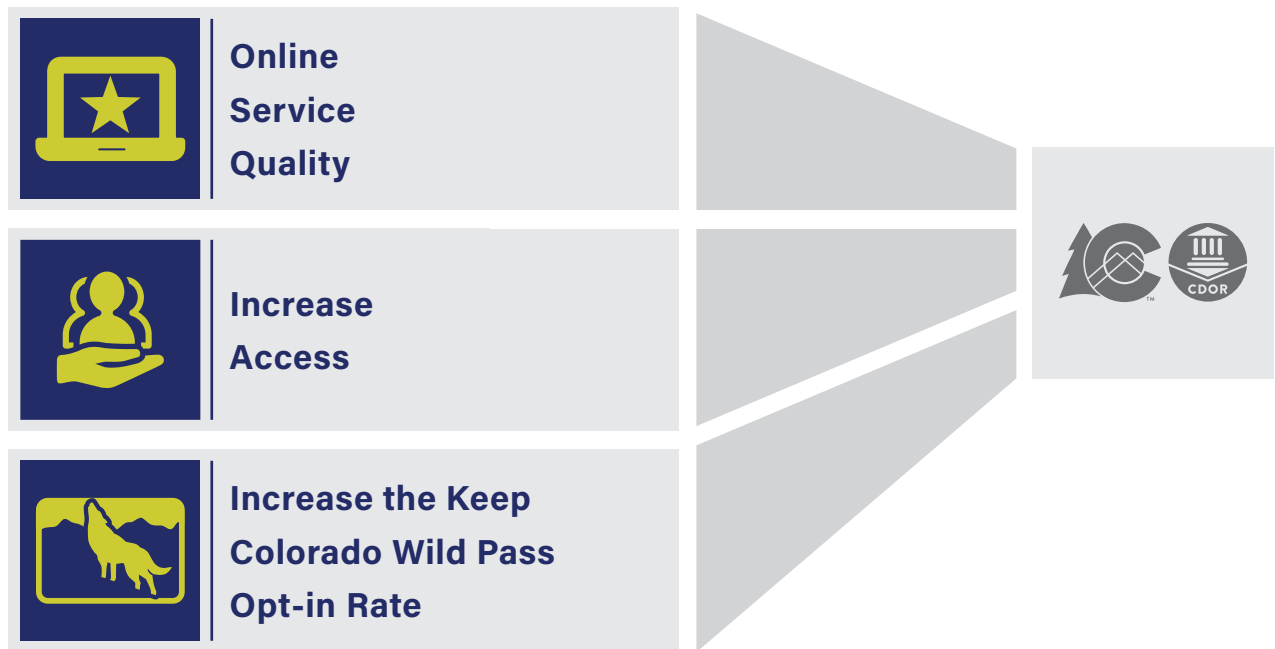 Online
Service
Quality
Increase
Access
Increase the Keep
Colorado Wild Pass
Opt-in Rate
TM
CDOR